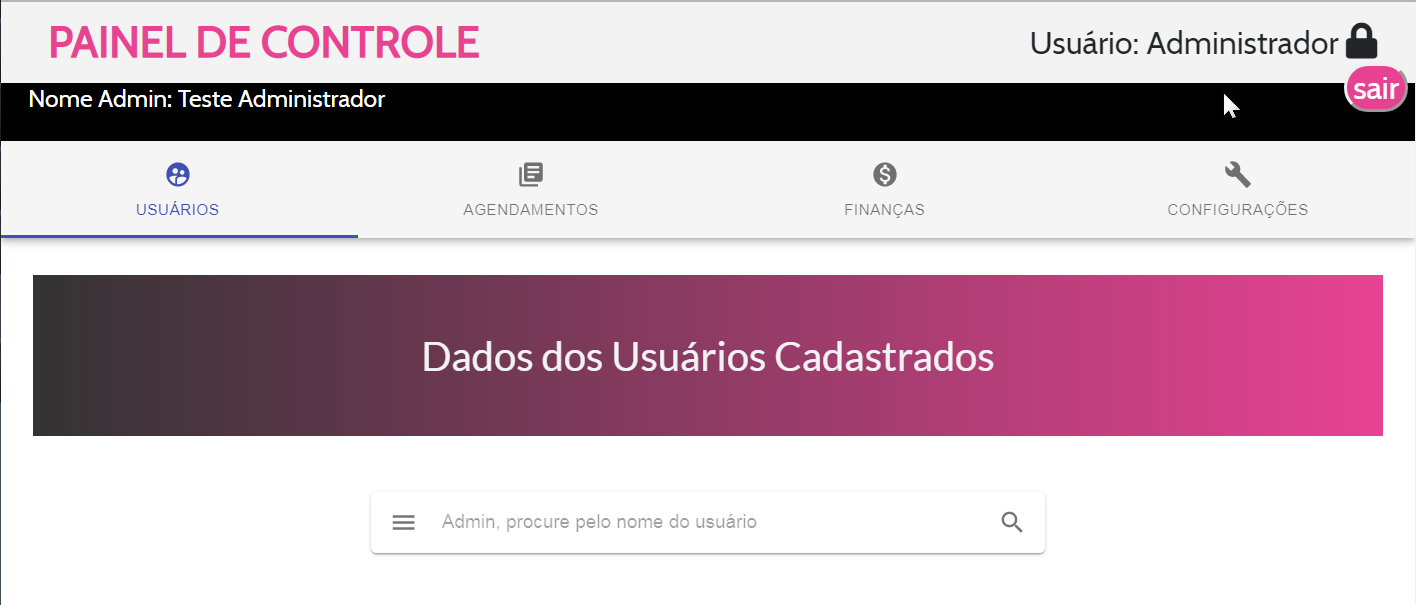 PAINEL DE CONTROLE
Usuário: Administrador
sair
Nome Admin: Teste Administrador
USUÁRIOS
AGENDAMENTOS
FINANÇAS
CONFIGURAÇÕES
Dados dos Usuários Cadastrados
Admin, procure pelo nome do usuário